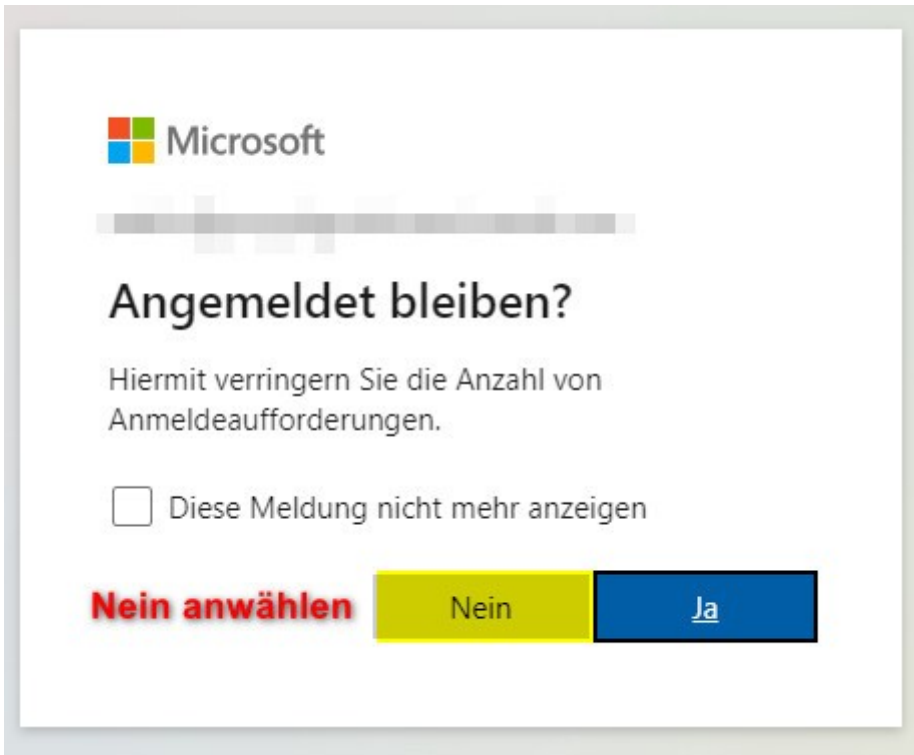 Microsoft
Angemeldet bleiben?
Hiermit verringern Sie die Anzahl von
Anmeldeaufforderungen.
Diese Meldung nicht mehr anzeigen
Nein anwählen Nein Ja